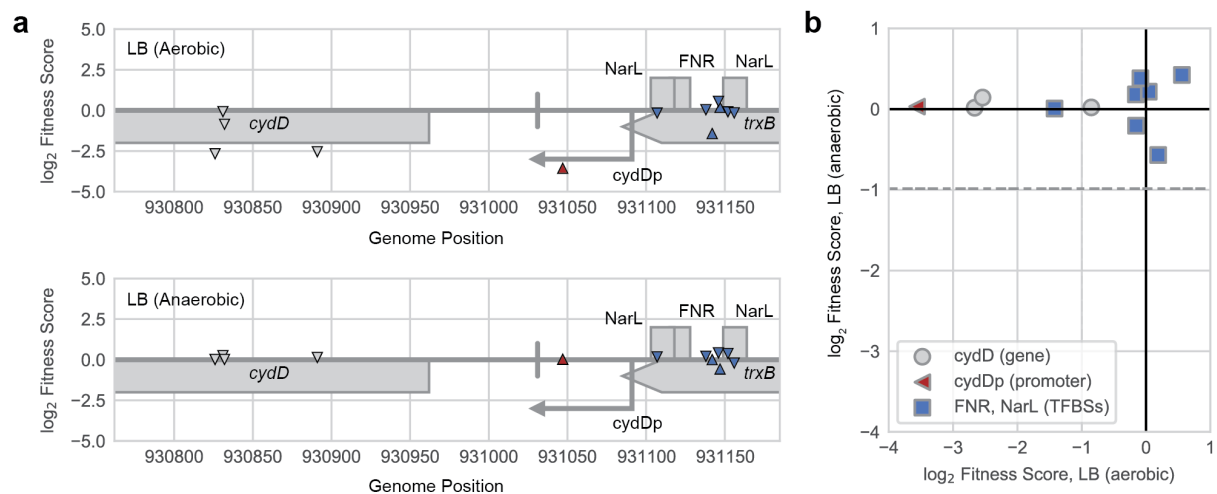 a
log2 Fitness Score
5.0
2.5
0.0
−2.5
−5.0
LB (Aerobic)
NarL
FNR
NarL
cydD
trxB
cydDp
930800 930850 930900 930950 931000 931050 931100 931150
Genome Position
log2 Fitness Score
5.0
2.5
0.0
−2.5
−5.0
LB (Anaerobic)
NarL
FNR
NarL
cydD
trxB
cydDp
930800 930850 930900 930950 931000 931050 931100 931150
Genome Position
b
log2 Fitness Score, LB (anaerobic)
1
0
−1
−2
−3
−4
cydD (gene)
cydDp (promoter)
FNR, NarL (TFBSs)
−4 −3 −2 −1 0 1
log2 Fitness Score, LB (aerobic)